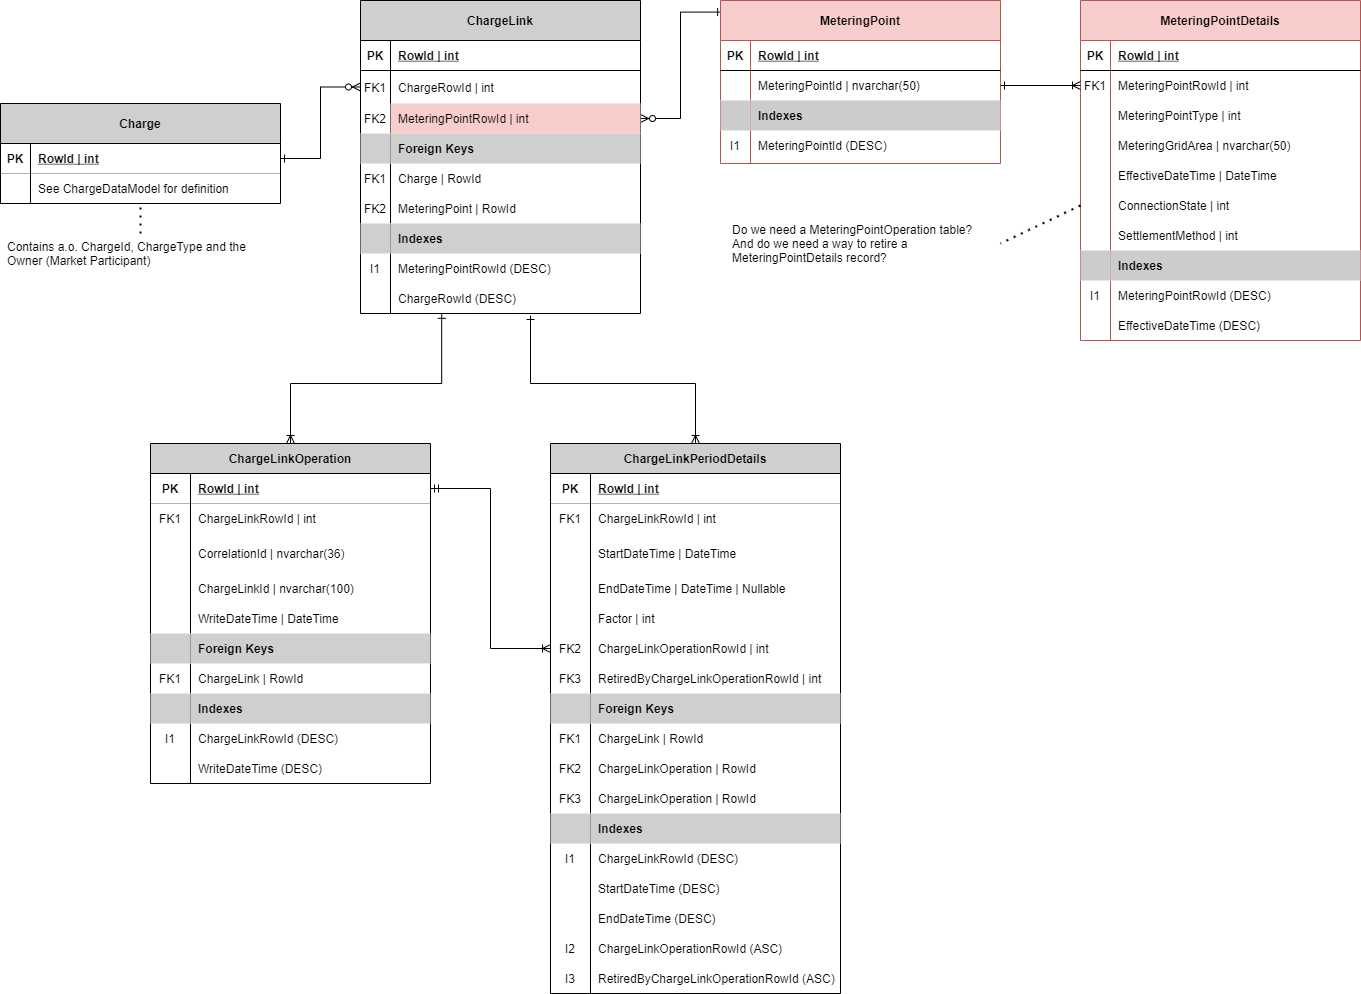 Charge
PK RowId | int
See ChargeDataModel for definition
Contains a.o. ChargeId, ChargeType and the
Owner (Market Participant)
ChargeLink
PK RowId | int
FK1 ChargeRowId | int
FK2 MeteringPointRowId | int
Foreign Keys
FK1 Charge | RowId
FK2 MeteringPoint | RowId
Indexes
I1 MeteringPointRowId (DESC)
ChargeRowId (DESC)
MeteringPoint
PK RowId | int
MeteringPointId | nvarchar(50)
Indexes
I1 MeteringPointId (DESC)
Do we need a MeteringPointOperation table?
And do we need a way to retire a
MeteringPointDetails record?
MeteringPointDetails
PK RowId | int
FK1 MeteringPointRowId | int
MeteringPointType | int
MeteringGridArea | nvarchar(50)
EffectiveDateTime | DateTime
ConnectionState | int
SettlementMethod | int
Indexes
I1 MeteringPointRowId (DESC)
EffectiveDateTime (DESC)
ChargeLinkOperation
PK RowId | int
FK1 ChargeLinkRowId | int
CorrelationId | nvarchar(36)
ChargeLinkId | nvarchar(100)
WriteDateTime | DateTime
Foreign Keys
FK1 ChargeLink | RowId
Indexes
I1 ChargeLinkRowId (DESC)
WriteDateTime (DESC)
ChargeLinkPeriodDetails
PK RowId | int
FK1 ChargeLinkRowId | int
StartDateTime | DateTime
EndDateTime | DateTime | Nullable
Factor | int
FK2 ChargeLinkOperationRowId | int
FK3 RetiredByChargeLinkOperationRowId | int
Foreign Keys
FK1 ChargeLink | RowId
FK2 ChargeLinkOperation | RowId
FK3 ChargeLinkOperation | RowId
Indexes
I1 ChargeLinkRowId (DESC)
StartDateTime (DESC)
EndDateTime (DESC)
I2 ChargeLinkOperationRowId (ASC)
I3 RetiredByChargeLinkOperationRowId (ASC)